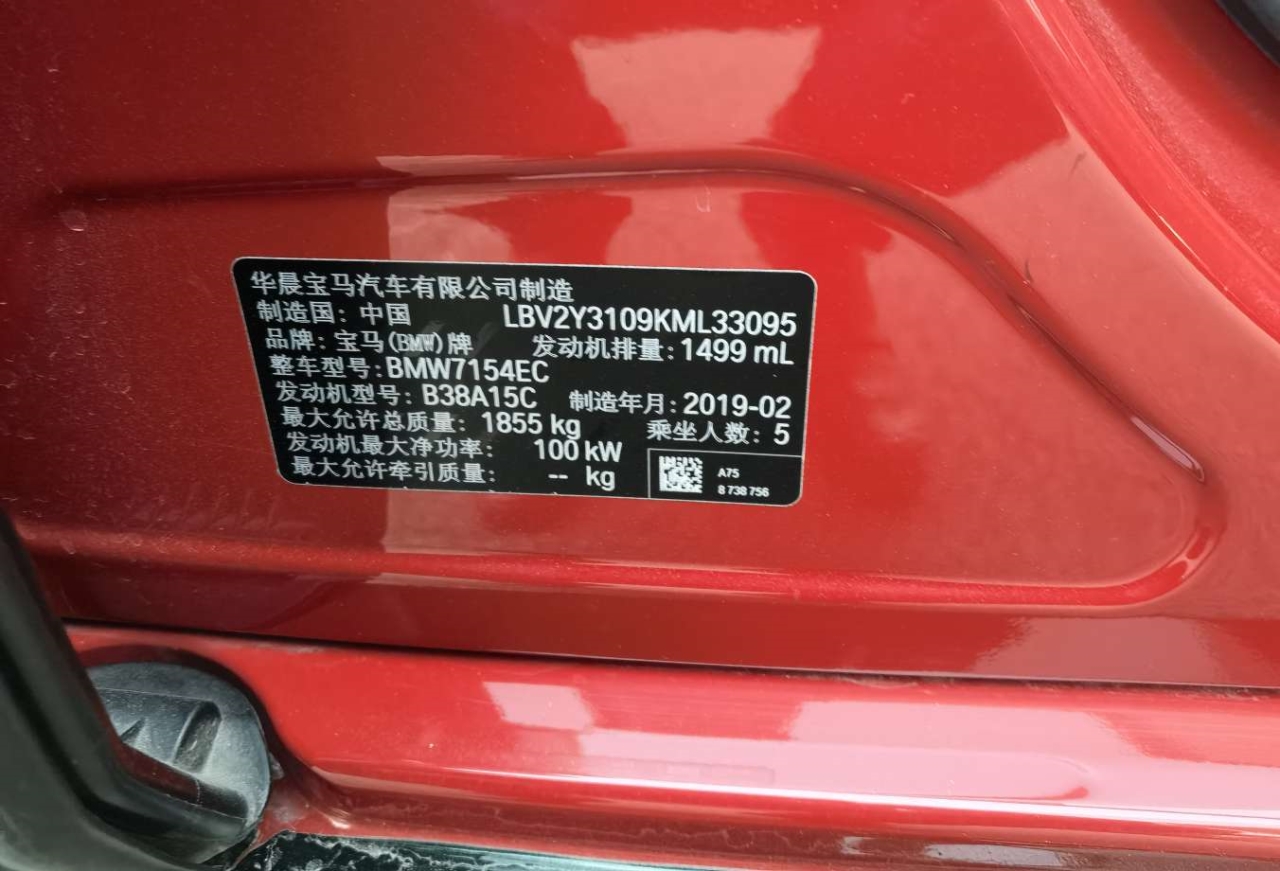 华晨宝马汽车有限公司制造
制造国：中国 LBV2Y3109KML33095
品牌：宝马(BMW)牌 发动机排量：1499 mL
整车型号：BMW7154EC
发动机型号：B38A15C 制造年月：2019-02
最大允许总质量：1855 kg 乘坐人数：5
发动机最大净功率：100 kW
最大允许牵引质量：-- kg
A75
8 738 756